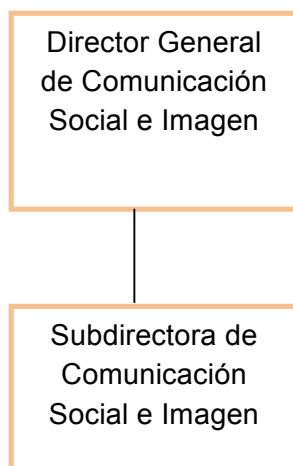 Director General
de Comunicación
Social e Imagen
Subdirectora de
Comunicación
Social e Imagen